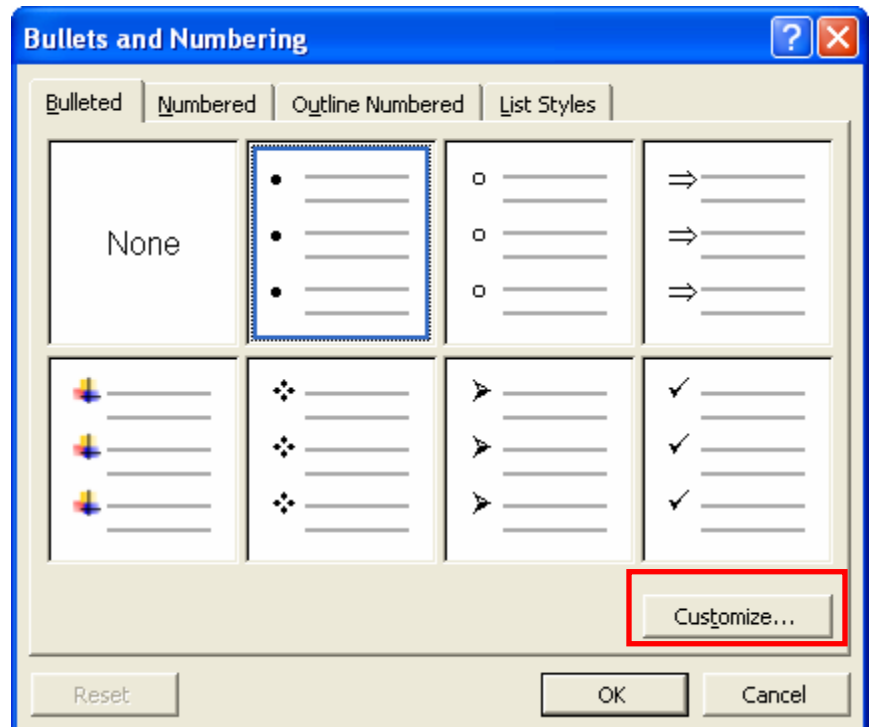 Bullets and Numbering
Bulleted Numbered Outline Numbered List Styles
None
Customize...
Reset OK Cancel